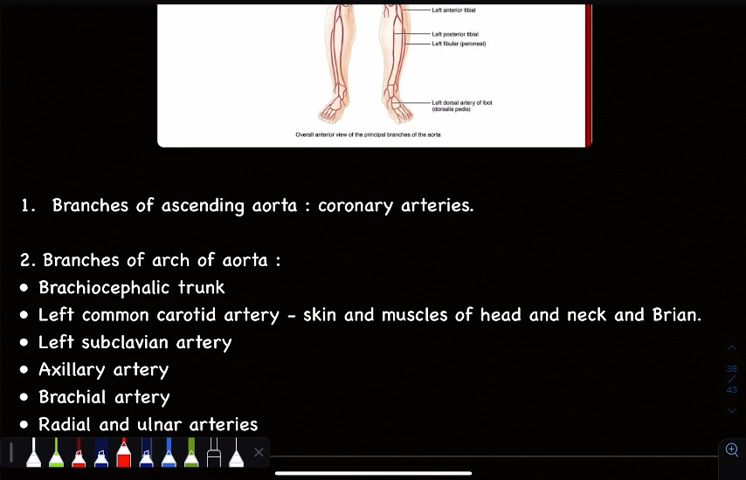 Left anterior tibial
Left posterior tibial
Left fibular (peroneal)
Left dorsal artery of foot
(dorsalis pedis)
Overall anterior view of the principal branches of the aorta
1. Branches of ascending aorta : coronary arteries.
2. Branches of arch of aorta :
• Brachiocephalic trunk
• Left common carotid artery - skin and muscles of head and neck and Brian.
• Left subclavian artery
• Axillary artery
• Brachial artery
• Radial and ulnar arteries
38
/
43